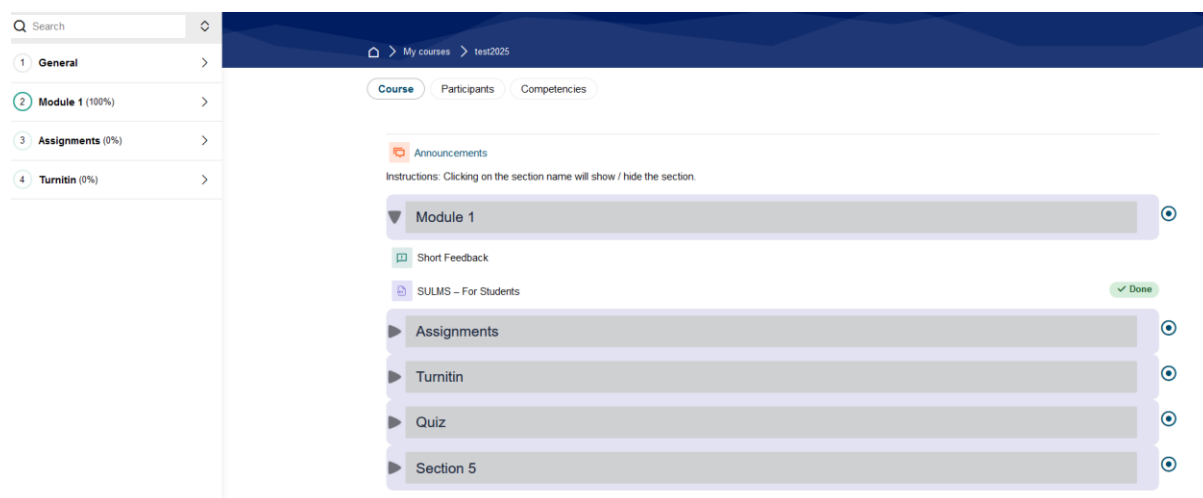 Search
1 General
2 Module 1 (100%)
3 Assignments (0%)
4 Turnitin (0%)
My courses > test2025
Course Participants Competencies
Announcements
Instructions: Clicking on the section name will show / hide the section.
Module 1
Short Feedback
SULMS – For Students Done
Assignments
Turnitin
Quiz
Section 5